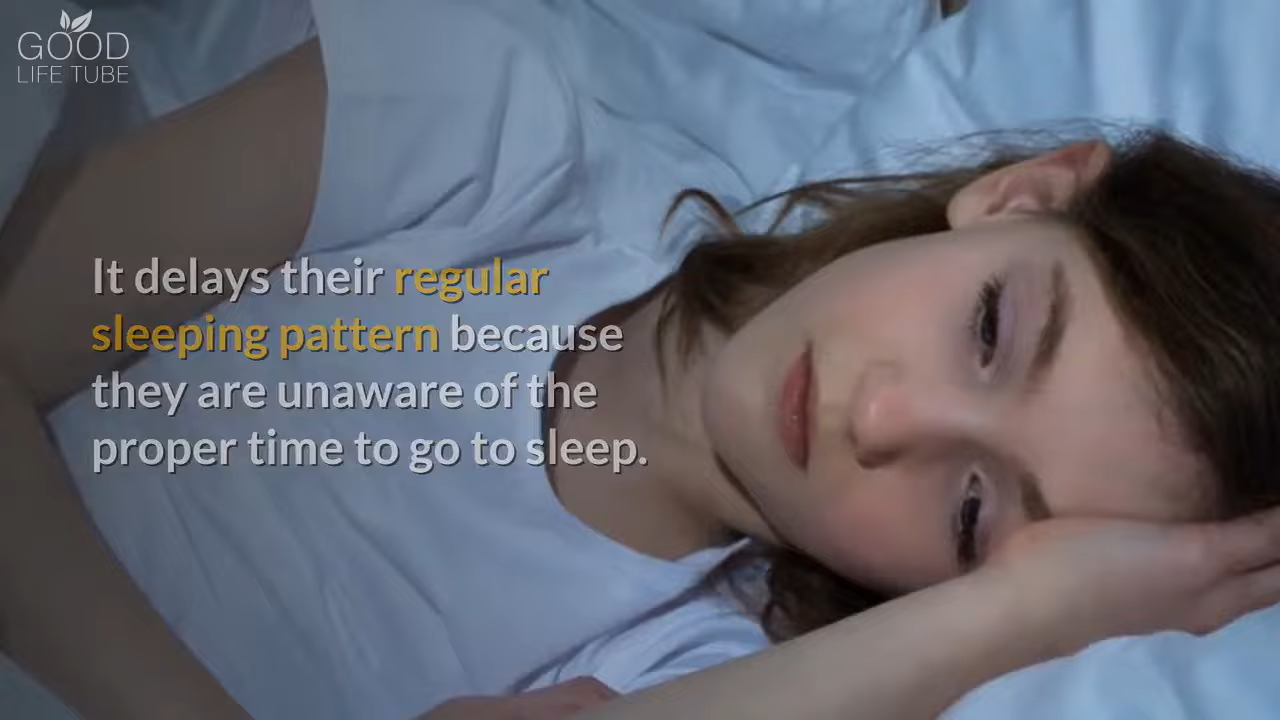 GOOD
LIFE TUBE
It delays their regular
sleeping pattern because
they are unaware of the
proper time to go to sleep.